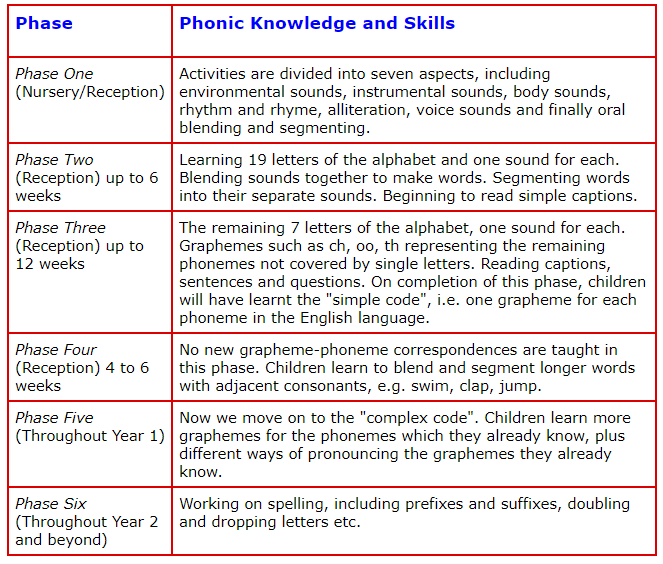 Phase
Phonic Knowledge and Skills
Phase One
(Nursery/Reception)
Activities are divided into seven aspects, including
environmental sounds, instrumental sounds, body sounds,
rhythm and rhyme, alliteration, voice sounds and finally oral
blending and segmenting.
Phase Two
(Reception) up to 6
weeks
Learning 19 letters of the alphabet and one sound for each.
Blending sounds together to make words. Segmenting words
into their separate sounds. Beginning to read simple captions.
Phase Three
(Reception) up to
12 weeks
The remaining 7 letters of the alphabet, one sound for each.
Graphemes such as ch, oo, th representing the remaining
phonemes not covered by single letters. Reading captions,
sentences and questions. On completion of this phase, children
will have learnt the "simple code", i.e. one grapheme for each
phoneme in the English language.
Phase Four
(Reception) 4 to 6
weeks
No new grapheme-phoneme correspondences are taught in
this phase. Children learn to blend and segment longer words
with adjacent consonants, e.g. swim, clap, jump.
Phase Five
(Throughout Year 1)
Now we move on to the "complex code". Children learn more
graphemes for the phonemes which they already know, plus
different ways of pronouncing the graphemes they already
know.
Phase Six
(Throughout Year 2
and beyond)
Working on spelling, including prefixes and suffixes, doubling
and dropping letters etc.